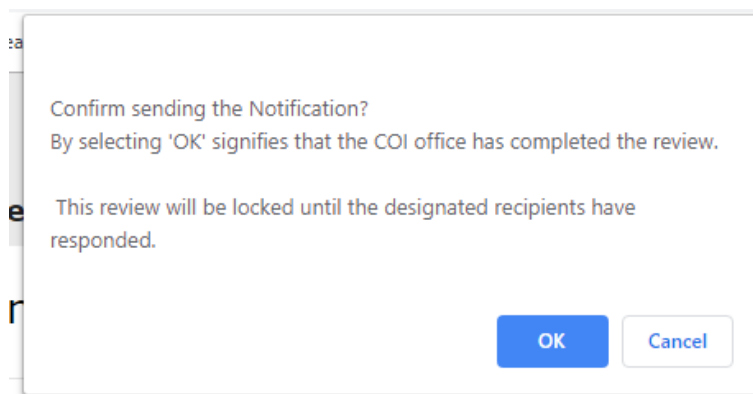 ea
Confirm sending the Notification?
By selecting 'OK' signifies that the COI office has completed the review.
e
This review will be locked until the designated recipients have
responded.
r
OK
Cancel